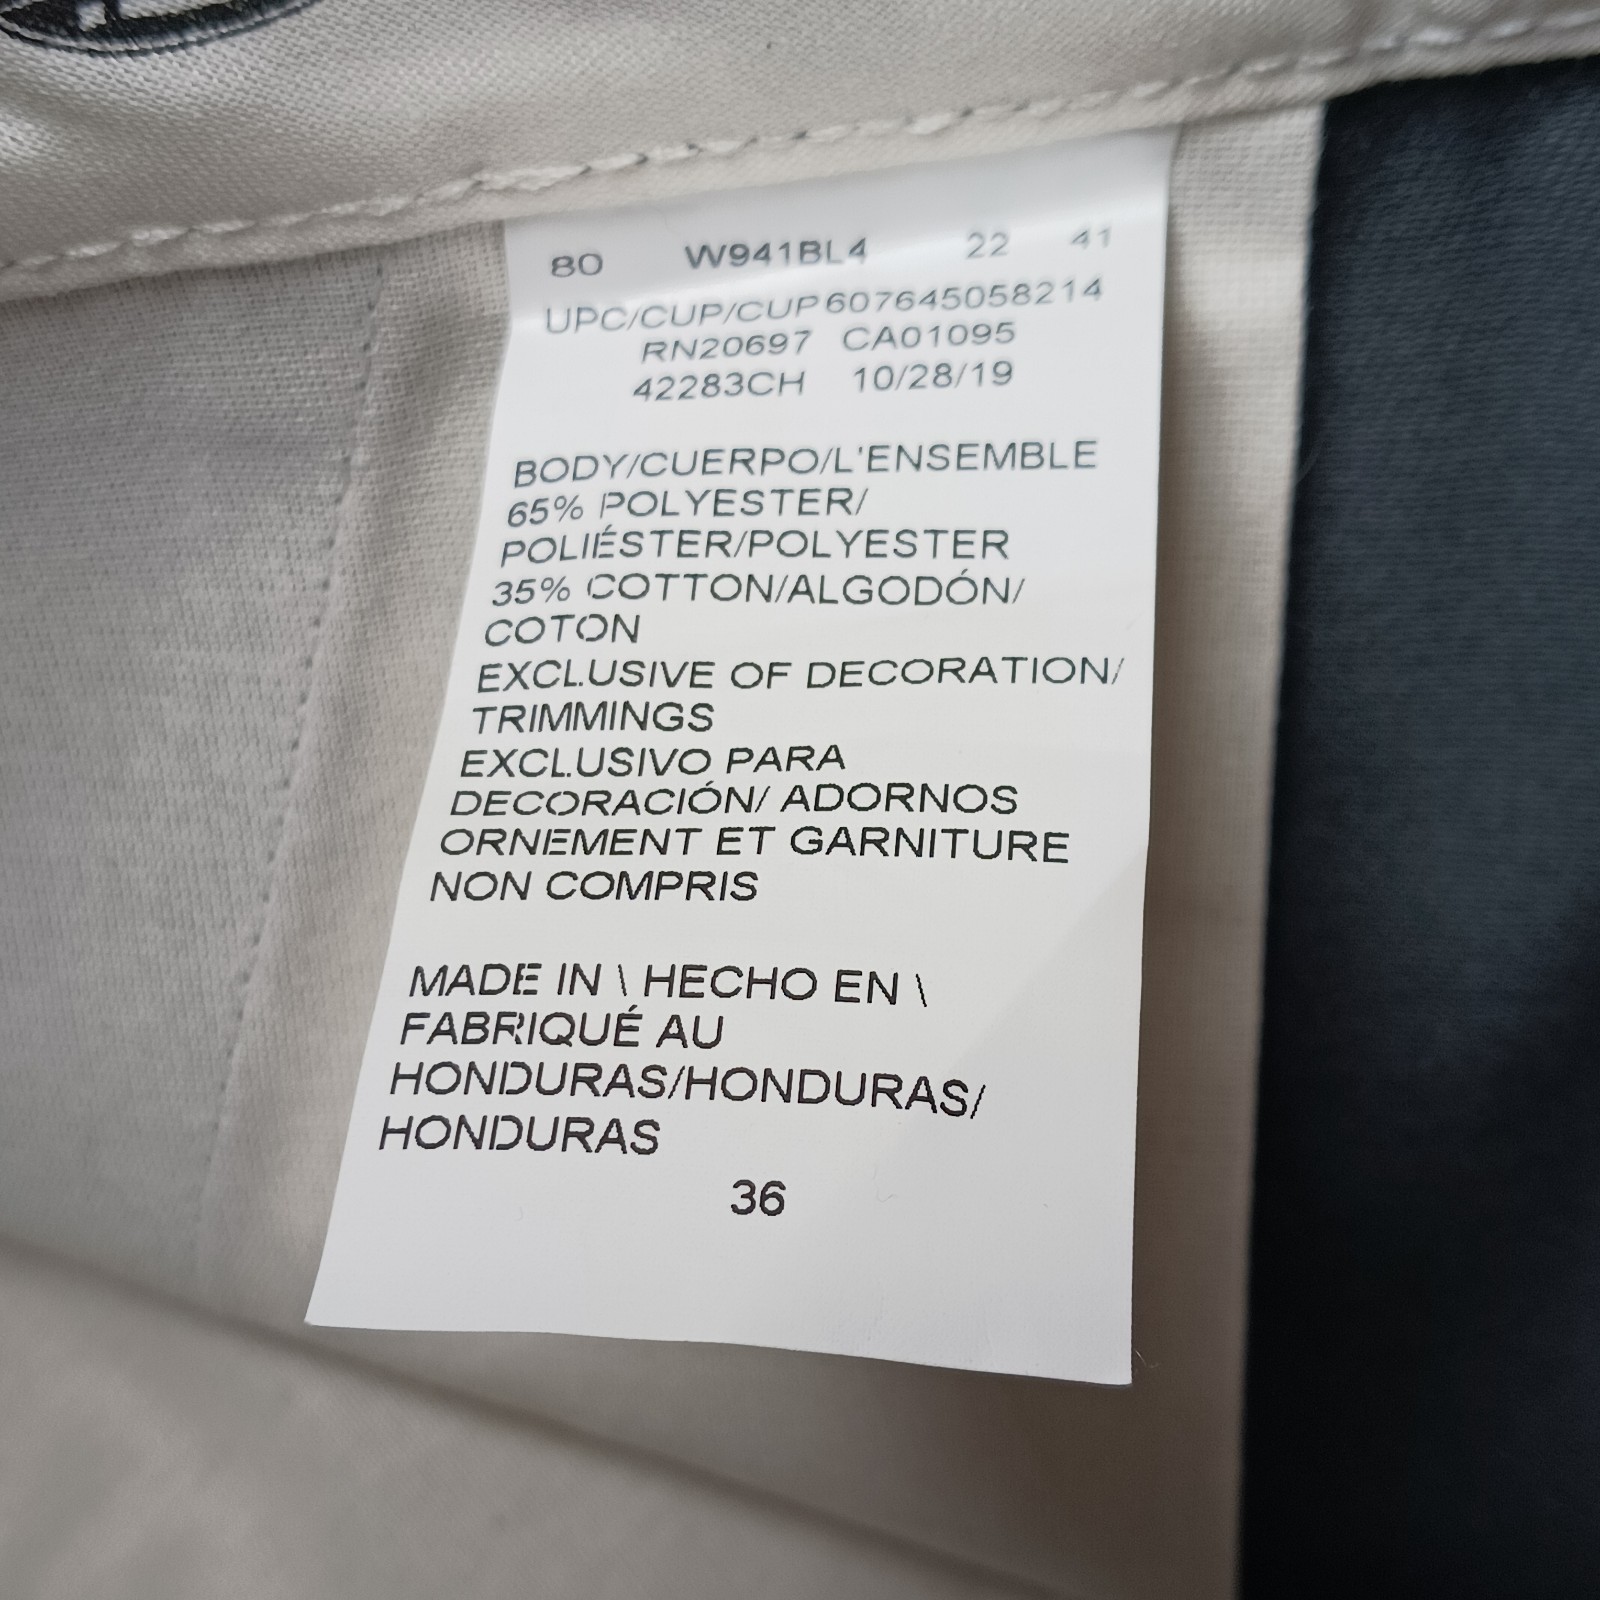 80 W941BL4 22 41
UPC/CUP/CUP607645058214
RN20697 CA01095
42283CH 10/28/19
BODY/CUERPO/L'ENSEMBLE
65% POLYESTER/
POLIÉSTER/POLYESTER
35% COTTON/ALGODÓN/
COTON
EXCLUSIVE OF DECORATION/
TRIMMINGS
EXCLUSIVO PARA
DECORACIÓN/ ADORNOS
ORNEMENT ET GARNITURE
NON COMPRIS
MADE IN \ HECHO EN \
FABRIQUÉ AU
HONDURAS/HONDURAS/
HONDURAS
36